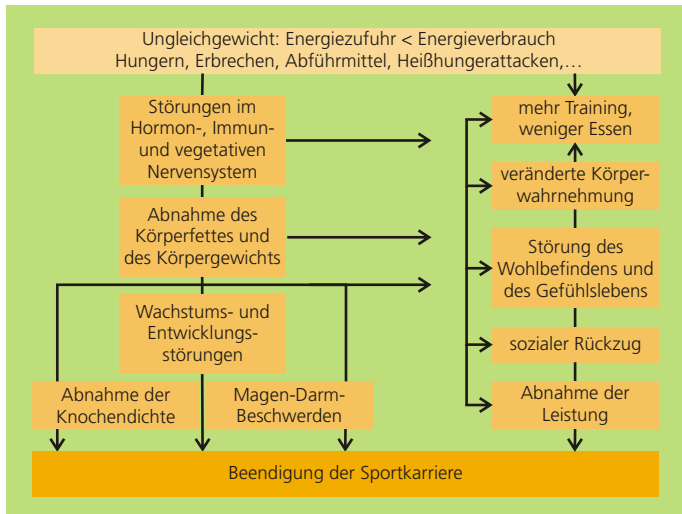 Ungleichgewicht: Energiezufuhr < Energieverbrauch
Hungern, Erbrechen, Abführmittel, Heißhungerattacken,…
Störungen im
Hormon-, Immun-
und vegetativen
Nervensystem
Abnahme des
Körperfettes und
des Körpergewichts
Wachstums- und
Entwicklungs-
störungen
Abnahme der
Knochendichte
Magen-Darm-
Beschwerden
mehr Training,
weniger Essen
veränderte Körper-
wahrnehmung
Störung des
Wohlbefindens und
des Gefühlslebens
sozialer Rückzug
Abnahme der
Leistung
Beendigung der Sportkarriere